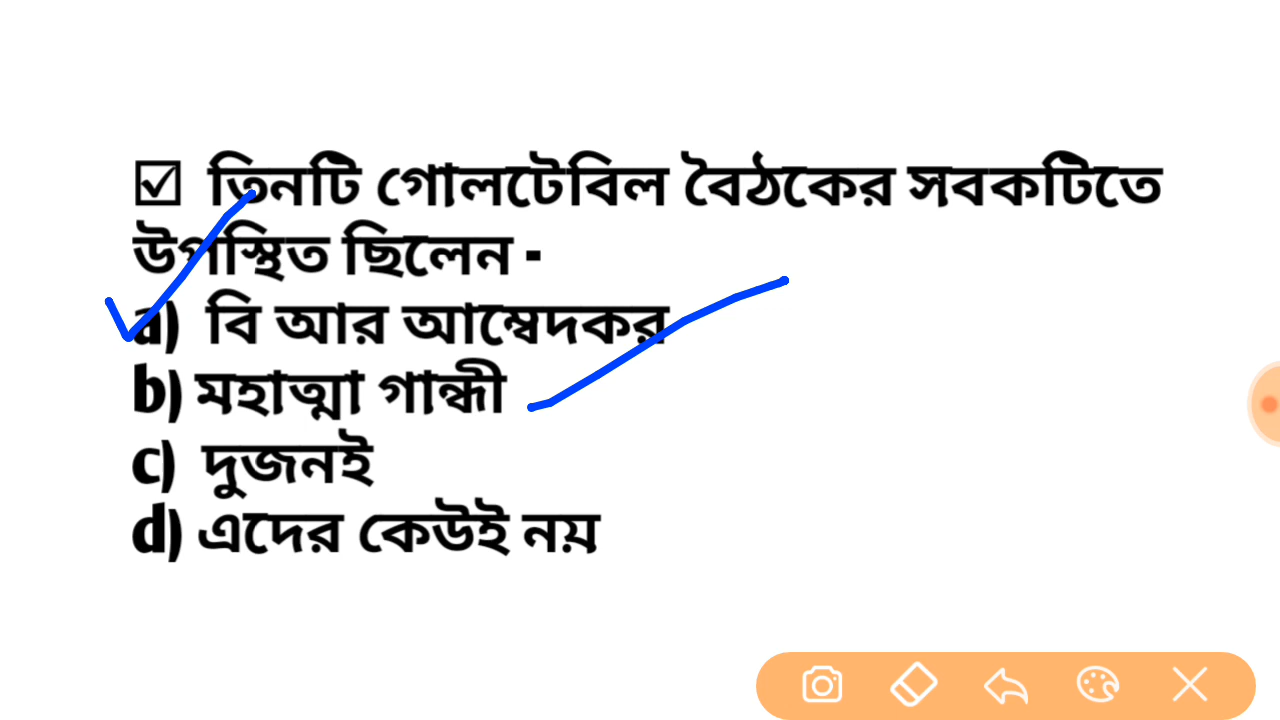 ☑ তিনটি গোলটেবিল বৈঠকের সবকটিতে
উপস্থিত ছিলেন -
a) বি আর আম্বেদকর
b) মহাত্মা গান্ধী
c) দুজনই
d) এদের কেউই নয়